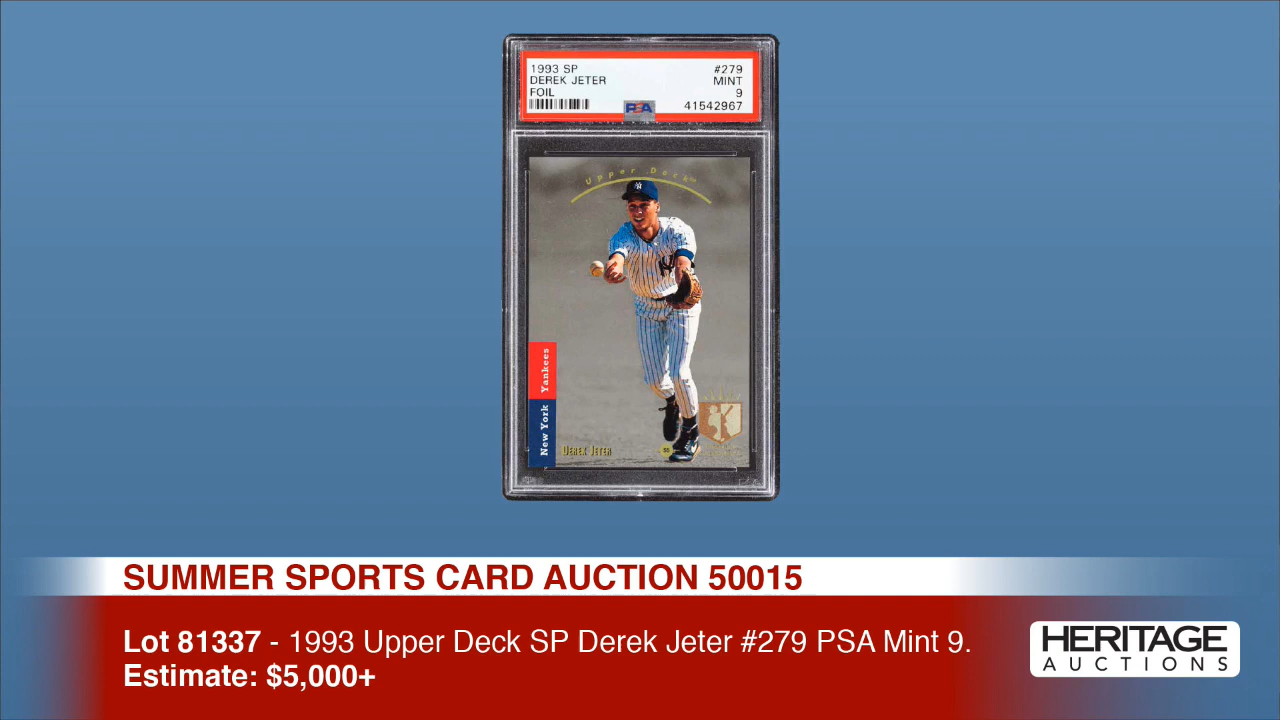 1993 SP #279
DEREK JETER MINT
FOIL 9
PSA 41542967
Upper Deck™
NY
New York Yankees
DEREK JETER
SUMMER SPORTS CARD AUCTION 50015
Lot 81337 - 1993 Upper Deck SP Derek Jeter #279 PSA Mint 9.
Estimate: $5,000+
HERITAGE
AUCTIONS